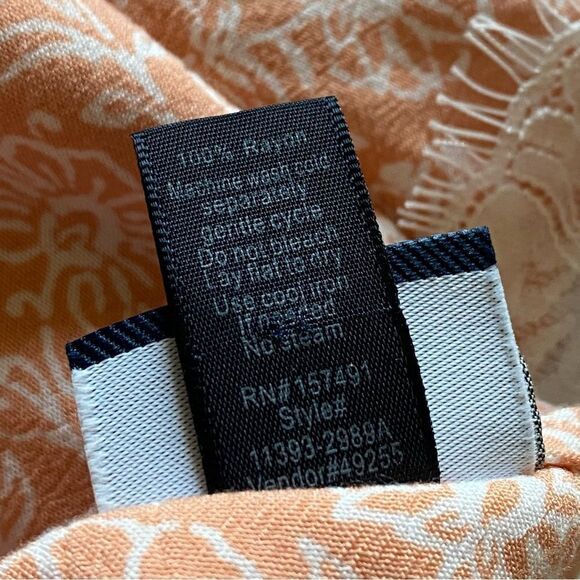 100% Rayon
Machine wash cold
separately
gentle cycle
Do not bleach
Lay flat to dry
Use cool iron
if needed
No steam
RN#157491
Style#
11393-2989A
Vendor#49255